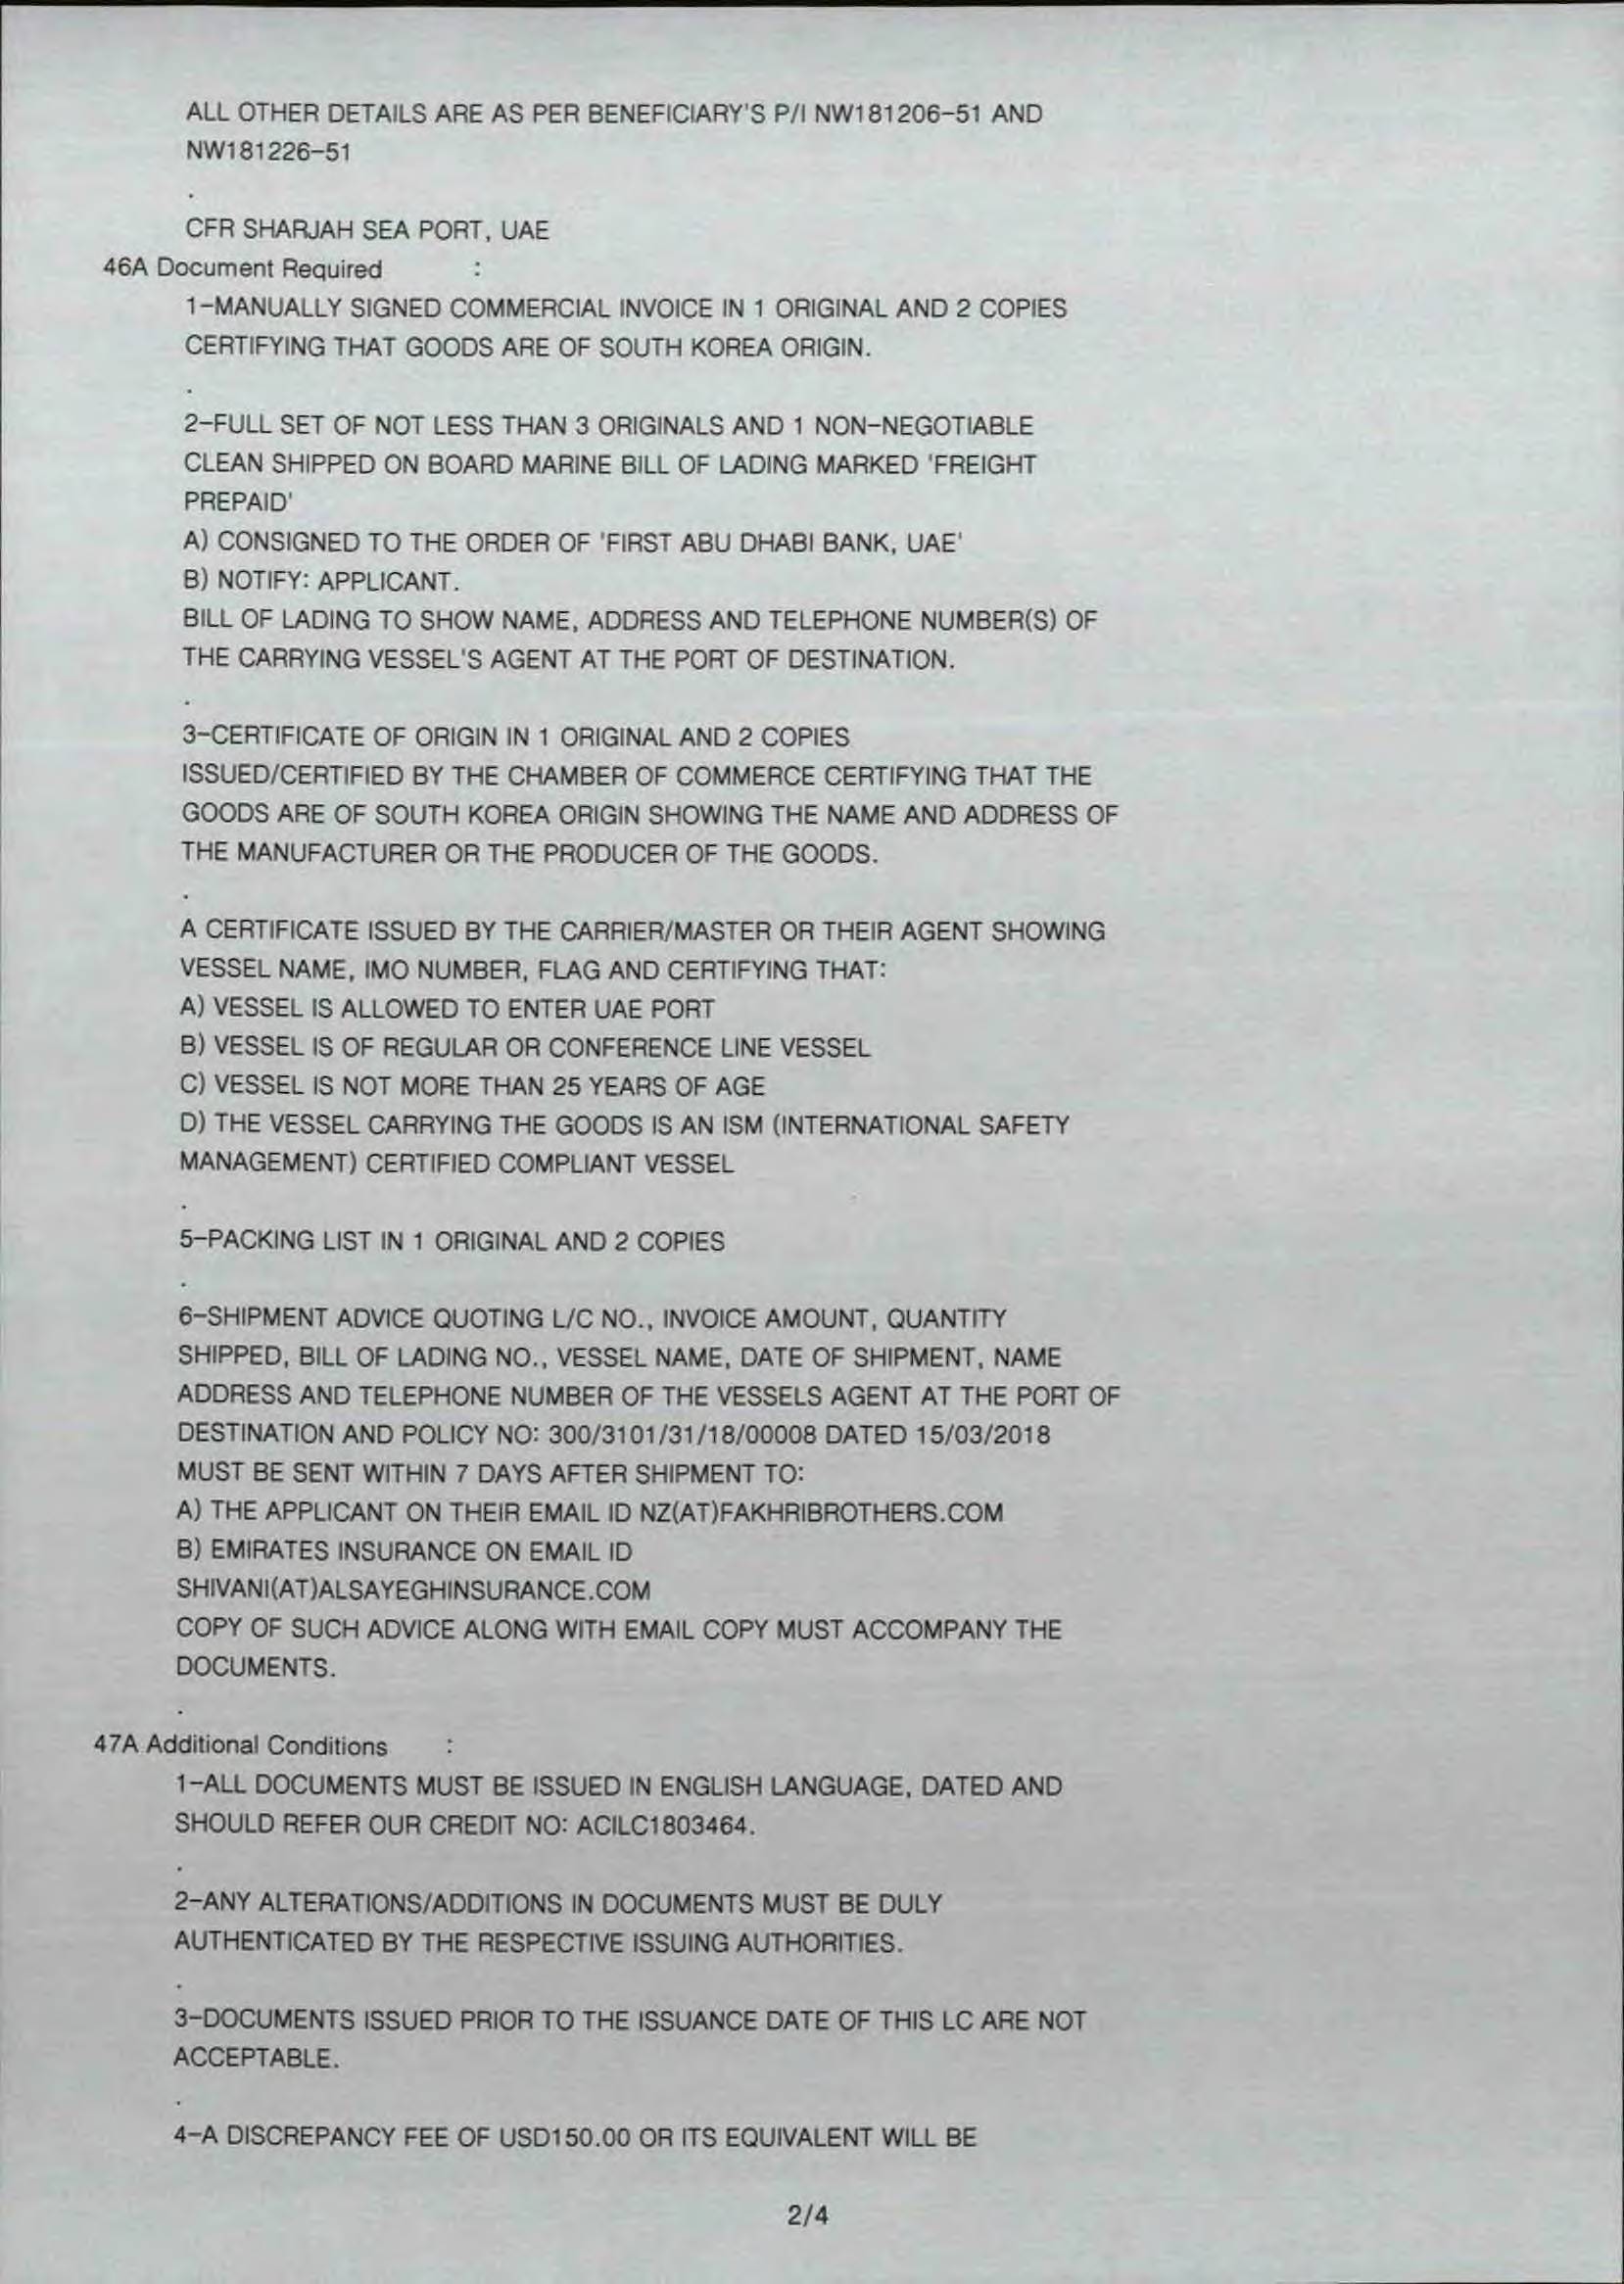 ALL OTHER DETAILS ARE AS PER BENEFICIARY'S P/I NW181206-51 AND
NW181226-51
.
CFR SHARJAH SEA PORT, UAE
46A Document Required :
1-MANUALLY SIGNED COMMERCIAL INVOICE IN 1 ORIGINAL AND 2 COPIES
CERTIFYING THAT GOODS ARE OF SOUTH KOREA ORIGIN.
.
2-FULL SET OF NOT LESS THAN 3 ORIGINALS AND 1 NON-NEGOTIABLE
CLEAN SHIPPED ON BOARD MARINE BILL OF LADING MARKED 'FREIGHT
PREPAID'
A) CONSIGNED TO THE ORDER OF 'FIRST ABU DHABI BANK, UAE'
B) NOTIFY: APPLICANT.
BILL OF LADING TO SHOW NAME, ADDRESS AND TELEPHONE NUMBER(S) OF
THE CARRYING VESSEL'S AGENT AT THE PORT OF DESTINATION.
.
3-CERTIFICATE OF ORIGIN IN 1 ORIGINAL AND 2 COPIES
ISSUED/CERTIFIED BY THE CHAMBER OF COMMERCE CERTIFYING THAT THE
GOODS ARE OF SOUTH KOREA ORIGIN SHOWING THE NAME AND ADDRESS OF
THE MANUFACTURER OR THE PRODUCER OF THE GOODS.
.
A CERTIFICATE ISSUED BY THE CARRIER/MASTER OR THEIR AGENT SHOWING
VESSEL NAME, IMO NUMBER, FLAG AND CERTIFYING THAT:
A) VESSEL IS ALLOWED TO ENTER UAE PORT
B) VESSEL IS OF REGULAR OR CONFERENCE LINE VESSEL
C) VESSEL IS NOT MORE THAN 25 YEARS OF AGE
D) THE VESSEL CARRYING THE GOODS IS AN ISM (INTERNATIONAL SAFETY
MANAGEMENT) CERTIFIED COMPLIANT VESSEL
.
5-PACKING LIST IN 1 ORIGINAL AND 2 COPIES
.
6-SHIPMENT ADVICE QUOTING L/C NO., INVOICE AMOUNT, QUANTITY
SHIPPED, BILL OF LADING NO., VESSEL NAME, DATE OF SHIPMENT, NAME
ADDRESS AND TELEPHONE NUMBER OF THE VESSELS AGENT AT THE PORT OF
DESTINATION AND POLICY NO: 300/3101/31/18/00008 DATED 15/03/2018
MUST BE SENT WITHIN 7 DAYS AFTER SHIPMENT TO:
A) THE APPLICANT ON THEIR EMAIL ID NZ(AT)FAKHRIBROTHERS.COM
B) EMIRATES INSURANCE ON EMAIL ID
SHIVANI(AT)ALSAYEGHINSURANCE.COM
COPY OF SUCH ADVICE ALONG WITH EMAIL COPY MUST ACCOMPANY THE
DOCUMENTS.
.
47A Additional Conditions :
1-ALL DOCUMENTS MUST BE ISSUED IN ENGLISH LANGUAGE, DATED AND
SHOULD REFER OUR CREDIT NO: ACILC1803464.
.
2-ANY ALTERATIONS/ADDITIONS IN DOCUMENTS MUST BE DULY
AUTHENTICATED BY THE RESPECTIVE ISSUING AUTHORITIES.
.
3-DOCUMENTS ISSUED PRIOR TO THE ISSUANCE DATE OF THIS LC ARE NOT
ACCEPTABLE.
.
4-A DISCREPANCY FEE OF USD150.00 OR ITS EQUIVALENT WILL BE
2/4